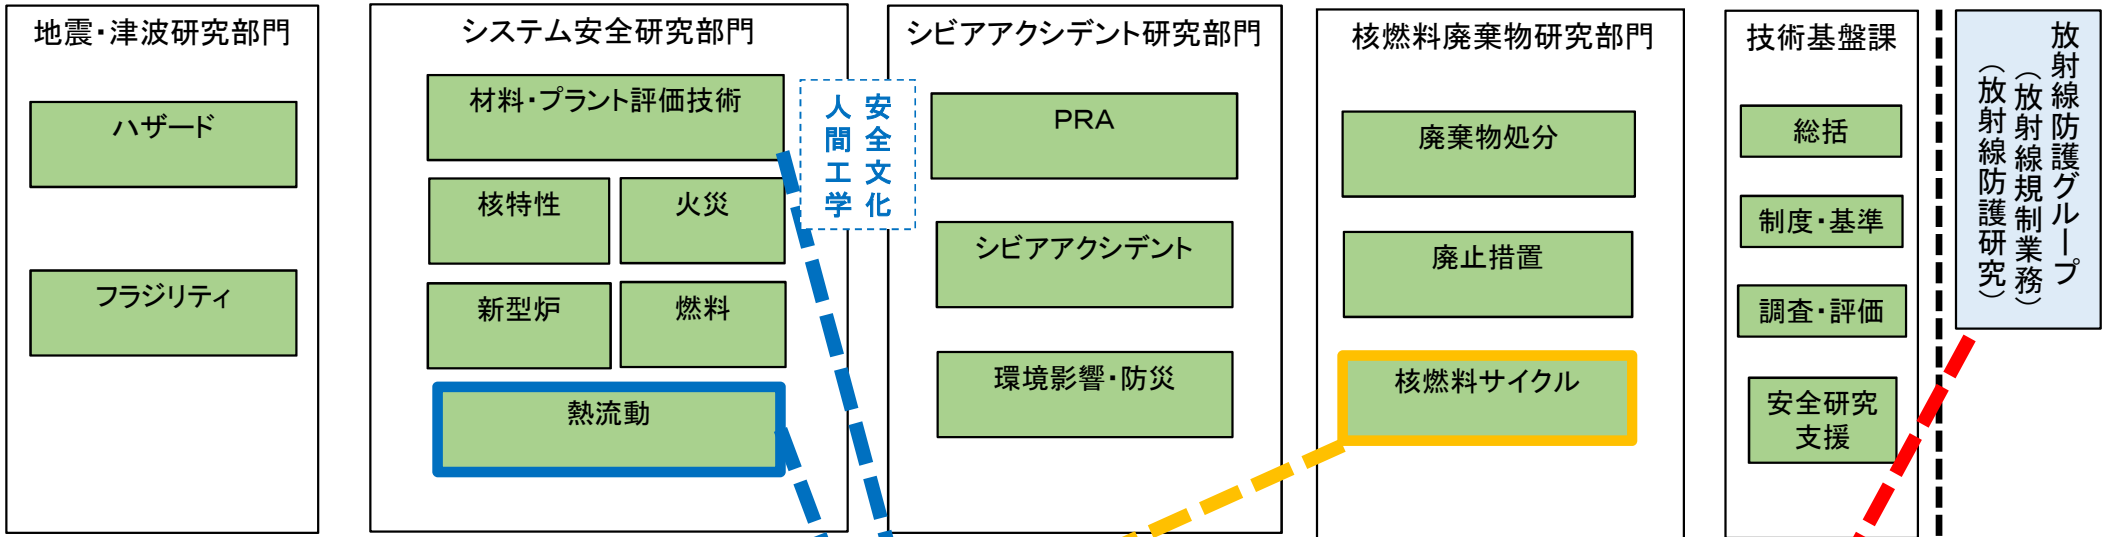 地震・津波研究部門
ハザード
フラジリティ
システム安全研究部門
材料・プラント評価技術
核特性
火災
新型炉
燃料
熱流動
安全文化
人間工学
シビアアクシデント研究部門
PRA
シビアアクシデント
環境影響・防災
核燃料廃棄物研究部門
廃棄物処分
廃止措置
核燃料サイクル
技術基盤課
総括
制度・基準
調査・評価
安全研究
支援
放射線防護グループ
（放射線規制業務）
（放射線防護研究）